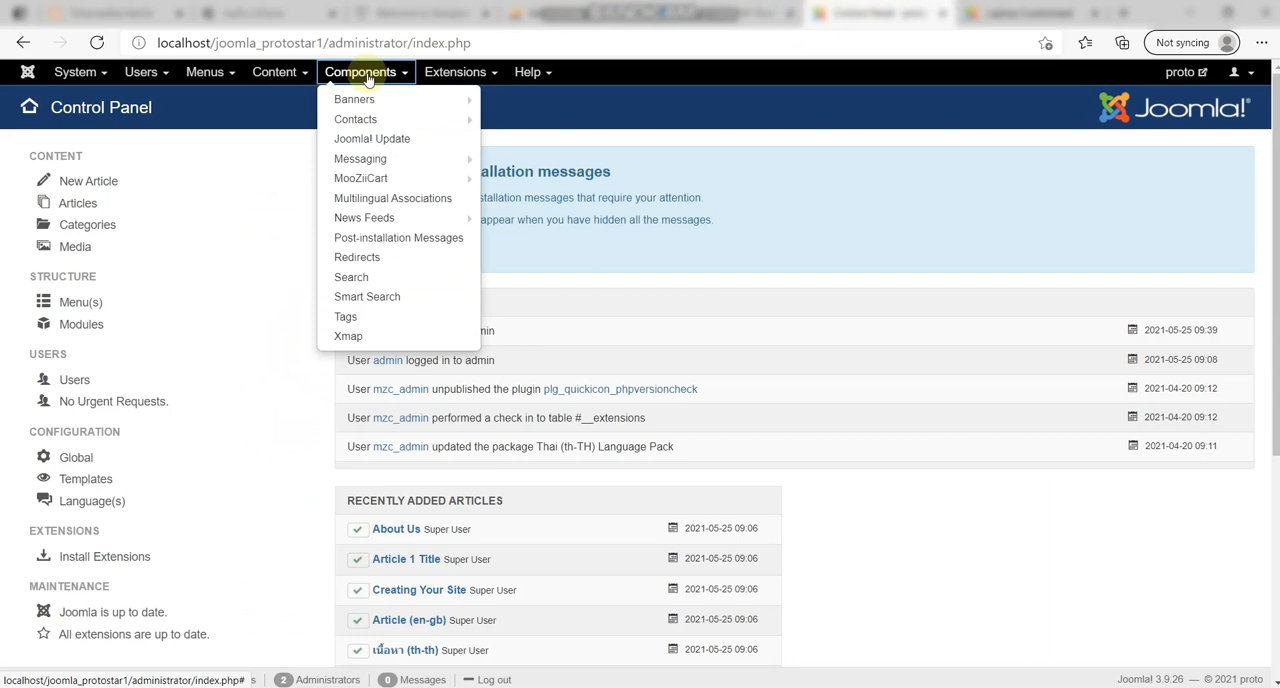 localhost/joomla_protostar1/administrator/index.php
Not syncing
System Users Menus Content Components Extensions Help proto
Control Panel
Joomla!®
Banners
Contacts
Joomla! Update
Messaging
MooZiiCart
Multilingual Associations
News Feeds
Post-installation Messages
Redirects
Search
Smart Search
Tags
Xmap
CONTENT
New Article
Articles
Categories
Media
STRUCTURE
Menu(s)
Modules
USERS
Users
No Urgent Requests.
CONFIGURATION
Global
Templates
Language(s)
EXTENSIONS
Install Extensions
MAINTENANCE
Joomla is up to date.
All extensions are up to date.
allation messages
stallation messages that require your attention.
appear when you have hidden all the messages.
min 2021-05-25 09:39
User admin logged in to admin 2021-05-25 09:08
User mzc_admin unpublished the plugin plg_quickicon_phpversioncheck 2021-04-20 09:12
User mzc_admin performed a check in to table #__extensions 2021-04-20 09:12
User mzc_admin updated the package Thai (th-TH) Language Pack 2021-04-20 09:11
RECENTLY ADDED ARTICLES
About Us Super User 2021-05-25 09:06
Article 1 Title Super User 2021-05-25 09:06
Creating Your Site Super User 2021-05-25 09:06
Article (en-gb) Super User 2021-05-25 09:06
เนื้อหา (th-th) Super User 2021-05-25 09:06
localhost/joomla_protostar1/administrator/index.php# s 2 Administrators 0 Messages Log out Joomla! 3.9.26 — © 2021 proto